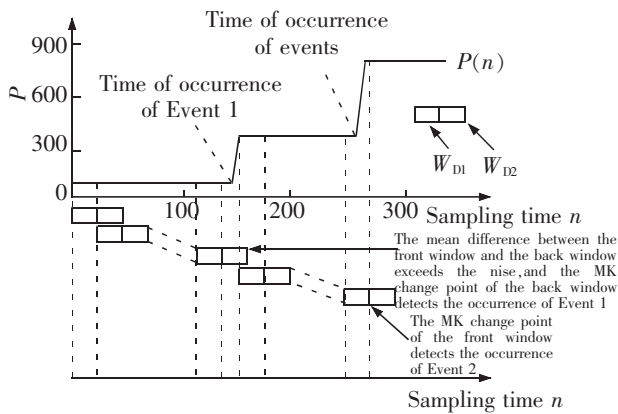 Time of occurrence
of events
900
P(n)
Time of occurrence
of Event 1
600
P
300
W_D1
W_D2
0
100
200
300
Sampling time n
The mean difference between the
front window and the back window
exceeds the nise,and the MK
change point of the back window
detects the occurrence of Event 1
The MK change point
of the front window
detects the occurrence
of Event 2
Sampling time n